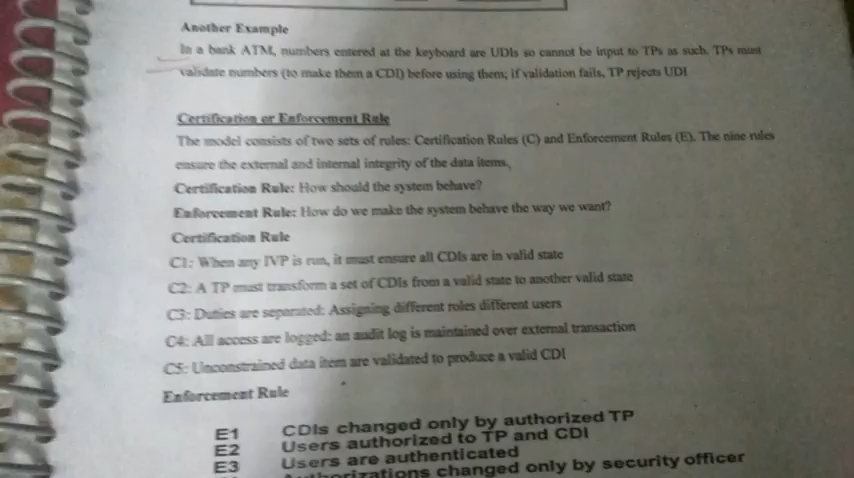 Another Example
In a bank ATM, numbers entered at the keyboard are UDIs so cannot be input to TPs as such. TPs must
validate numbers (to make them a CDI) before using them; if validation fails, TP rejects UDI
Certification or Enforcement Rule
The model consists of two sets of rules: Certification Rules (C) and Enforcement Rules (E). The nine rules
ensure the external and internal integrity of the data items.
Certification Rule: How should the system behave?
Enforcement Rule: How do we make the system behave the way we want?
Certification Rule
C1: When any IVP is run, it must ensure all CDIs are in valid state
C2: A TP must transform a set of CDIs from a valid state to another valid state
C3: Duties are separated: Assigning different roles different users
C4: All access are logged: an audit log is maintained over external transaction
C5: Unconstrained data item are validated to produce a valid CDI
Enforcement Rule
E1 CDIs changed only by authorized TP
E2 Users authorized to TP and CDI
E3 Users are authenticated
Authorizations changed only by security officer